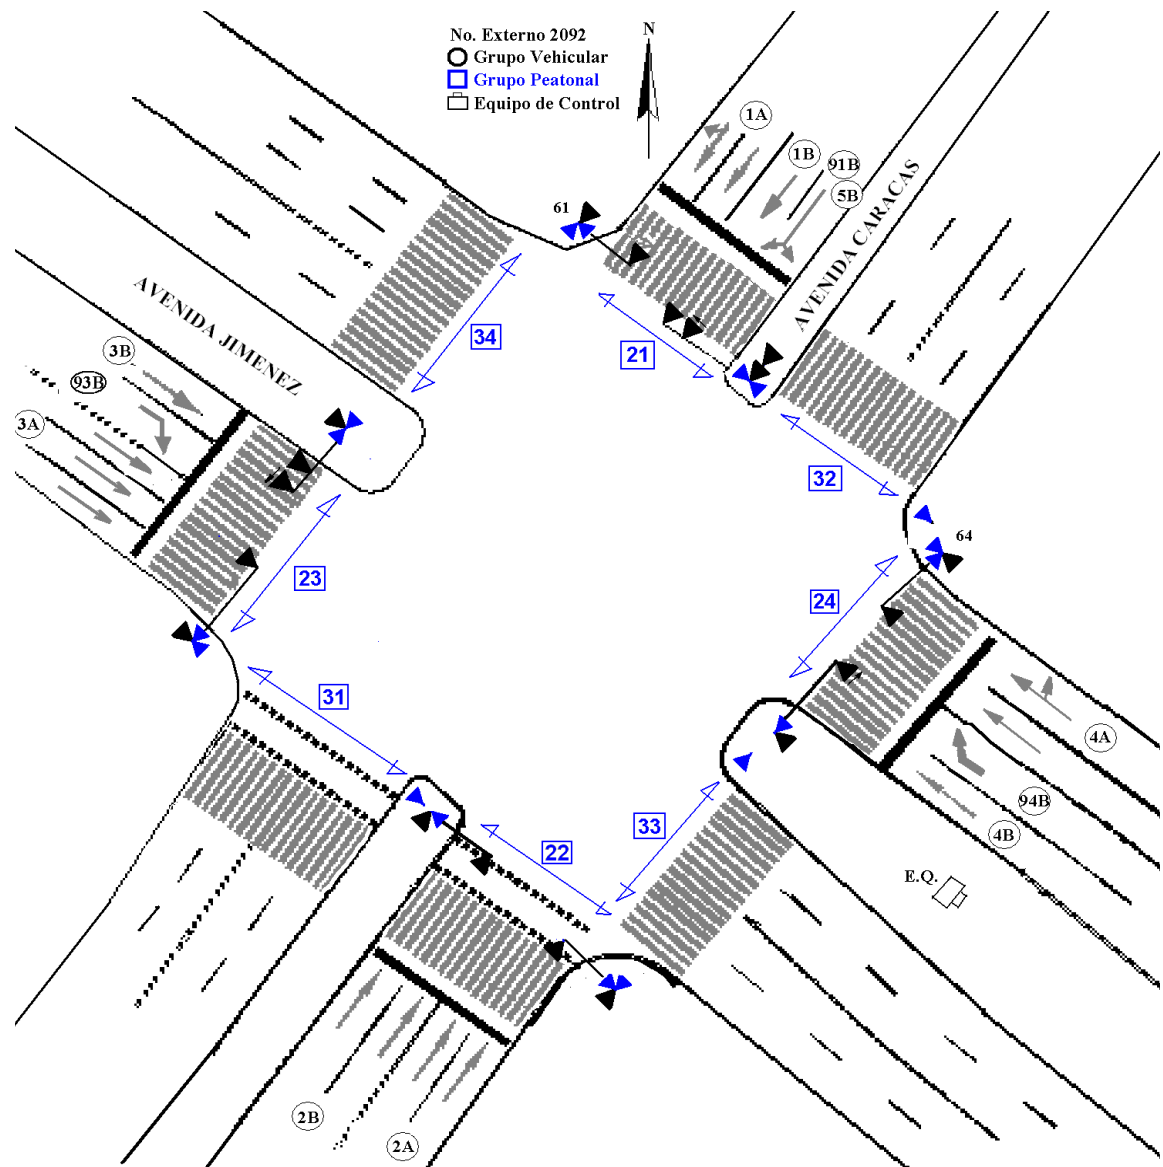 No. Externo 2092
Grupo Vehicular
Grupo Peatonal
Equipo de Control
N
1A
1B
91B
5B
AVENIDA CARACAS
61
34
21
AVENIDA JIMENEZ
3B
93B
3A
32
64
23
24
31
4A
94B
4B
33
22
E.Q.
2B
2A